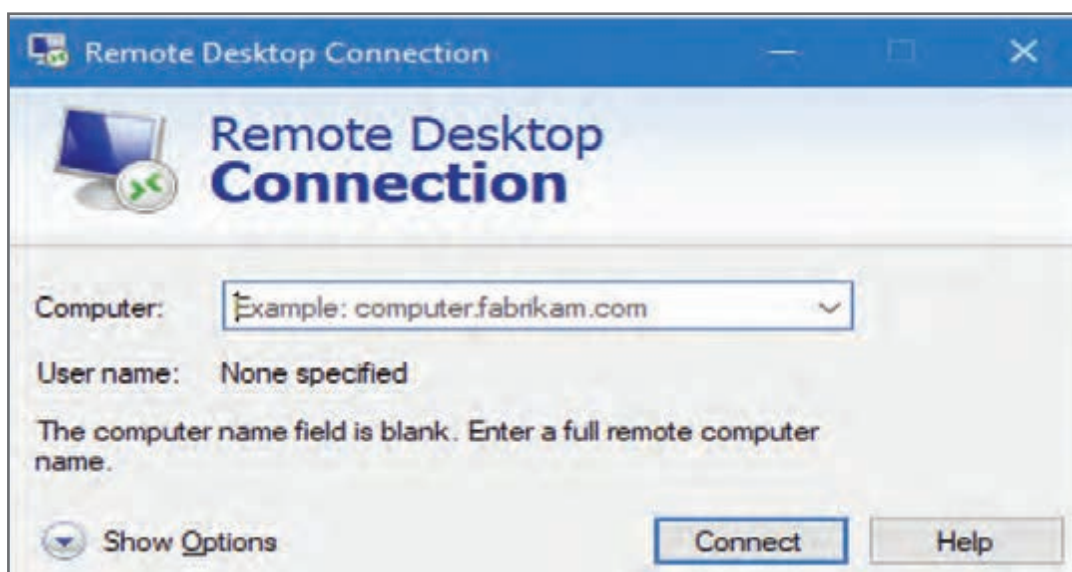 Remote Desktop Connection
Remote Desktop
Connection
Computer: Example: computer.fabrikam.com
User name: None specified
The computer name field is blank. Enter a full remote computer
name.
Show Options Connect Help